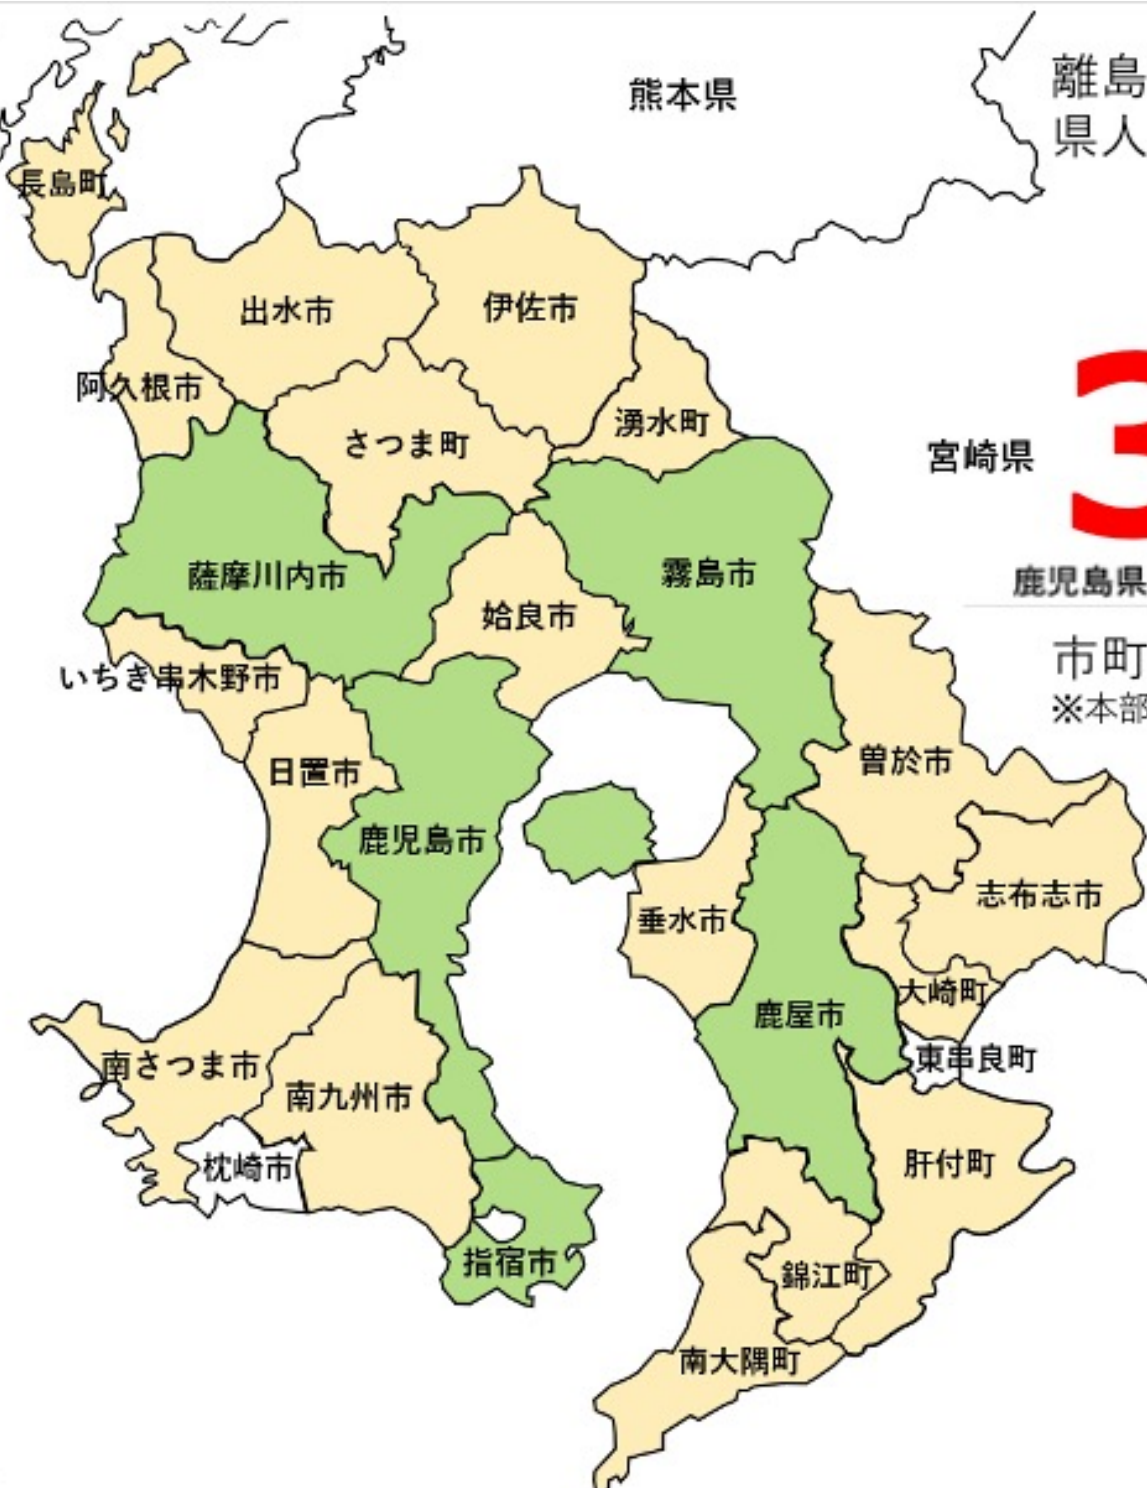 熊本県
離島
県人
長島町
出水市
伊佐市
阿久根市
さつま町
湧水町
宮崎県
3
薩摩川内市
霧島市
鹿児島県
姶良市
市町
※本部
いちき串木野市
日置市
曽於市
鹿児島市
志布志市
垂水市
大崎町
鹿屋市
東串良町
南さつま市
南九州市
枕崎市
肝付町
指宿市
錦江町
南大隅町